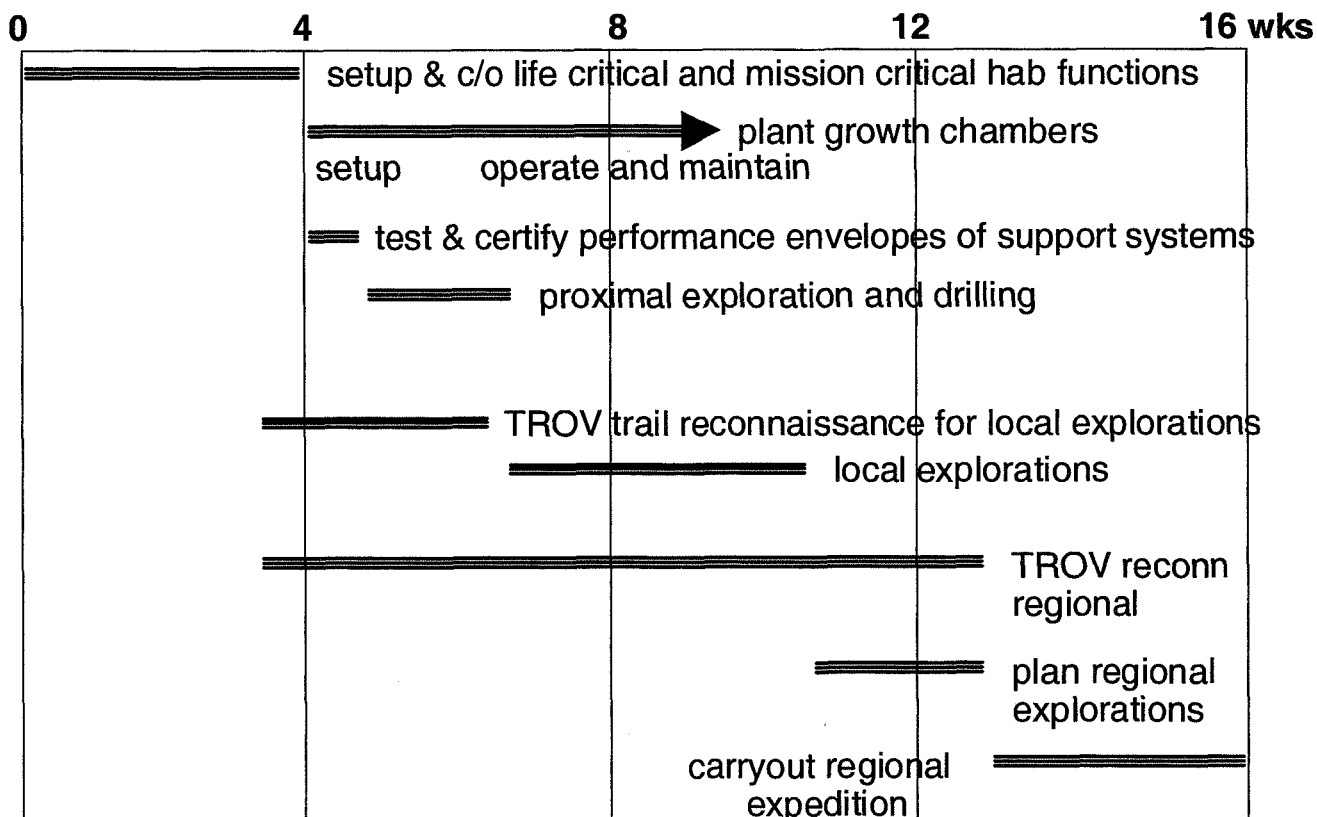 0 4 8 12 16 wks
setup & c/o life critical and mission critical hab functions
plant growth chambers
setup operate and maintain
test & certify performance envelopes of support systems
proximal exploration and drilling
TROV trail reconnaissance for local explorations
local explorations
TROV reconn
regional
plan regional
explorations
carryout regional
expedition